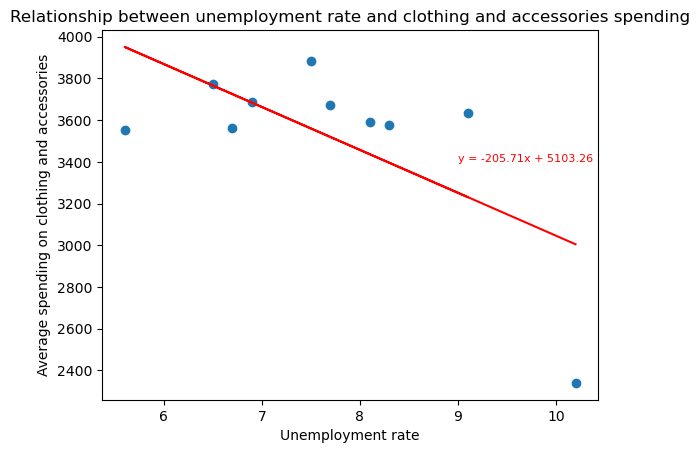 Relationship between unemployment rate and clothing and accessories spending
4000
3800
3600
3400
3200
3000
2800
2600
2400
Average spending on clothing and accessories
y = -205.71x + 5103.26
6 7 8 9 10
Unemployment rate